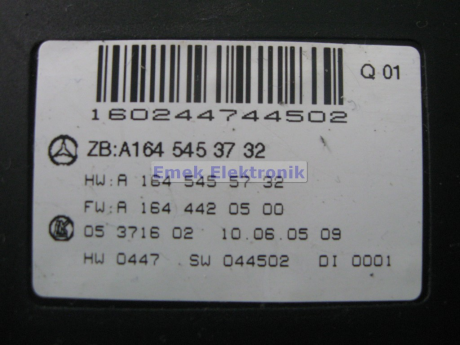 Q 01
160244744502
ZB:A164 545 37 32
Emek Elektronik
HW:A 164 545 57 32
FW:A 164 442 05 00
05 3716 02 10.06.05 09
HW 0447 SW 044502 DI 0001